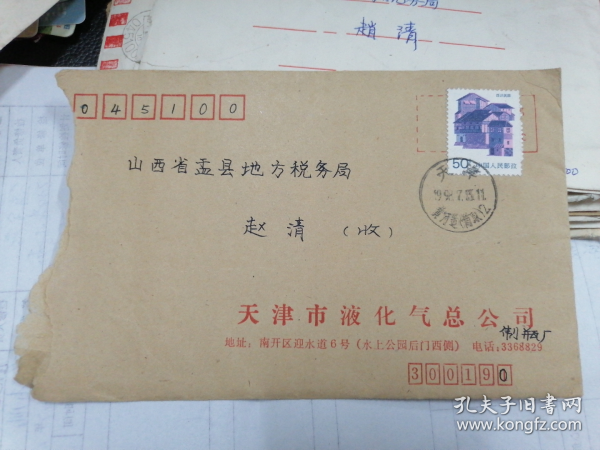 赵 清
045100
50 中国人民邮政
天津
山西省盂县地方税务局
赵 清 (收)
天津市液化气总公司
制瓶厂
地址:南开区迎水道6号(水上公园后门西侧) 电话:3368829
300190
孔夫子旧书网
www.kongfz.com